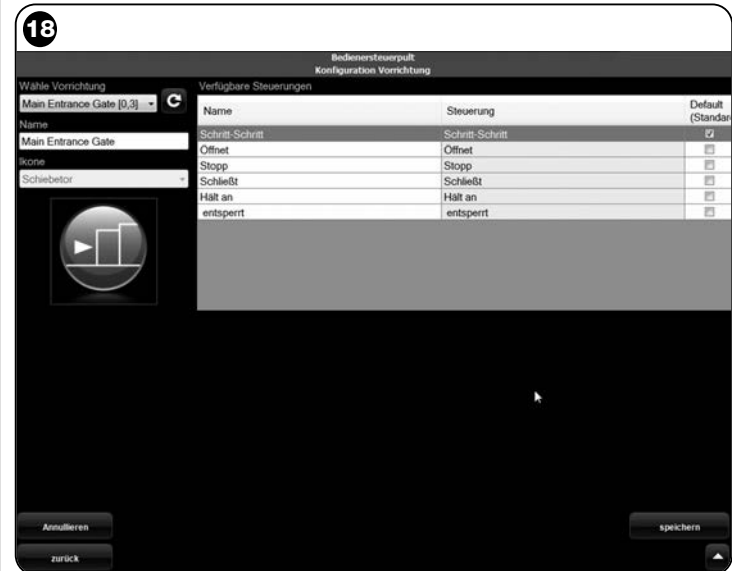 18
Bedienersteuerpult
Konfiguration Vorrichtung
Wähle Vorrichtung
Main Entrance Gate [0,3]
Name
Main Entrance Gate
Ikone
Schiebetor
Verfügbare Steuerungen
Name Steuerung Default
(Standar
Schritt-Schritt Schritt-Schritt
Öffnet Öffnet
Stopp Stopp
Schließt Schließt
Hält an Hält an
entsperrt entsperrt
Annullieren speichern
zurück